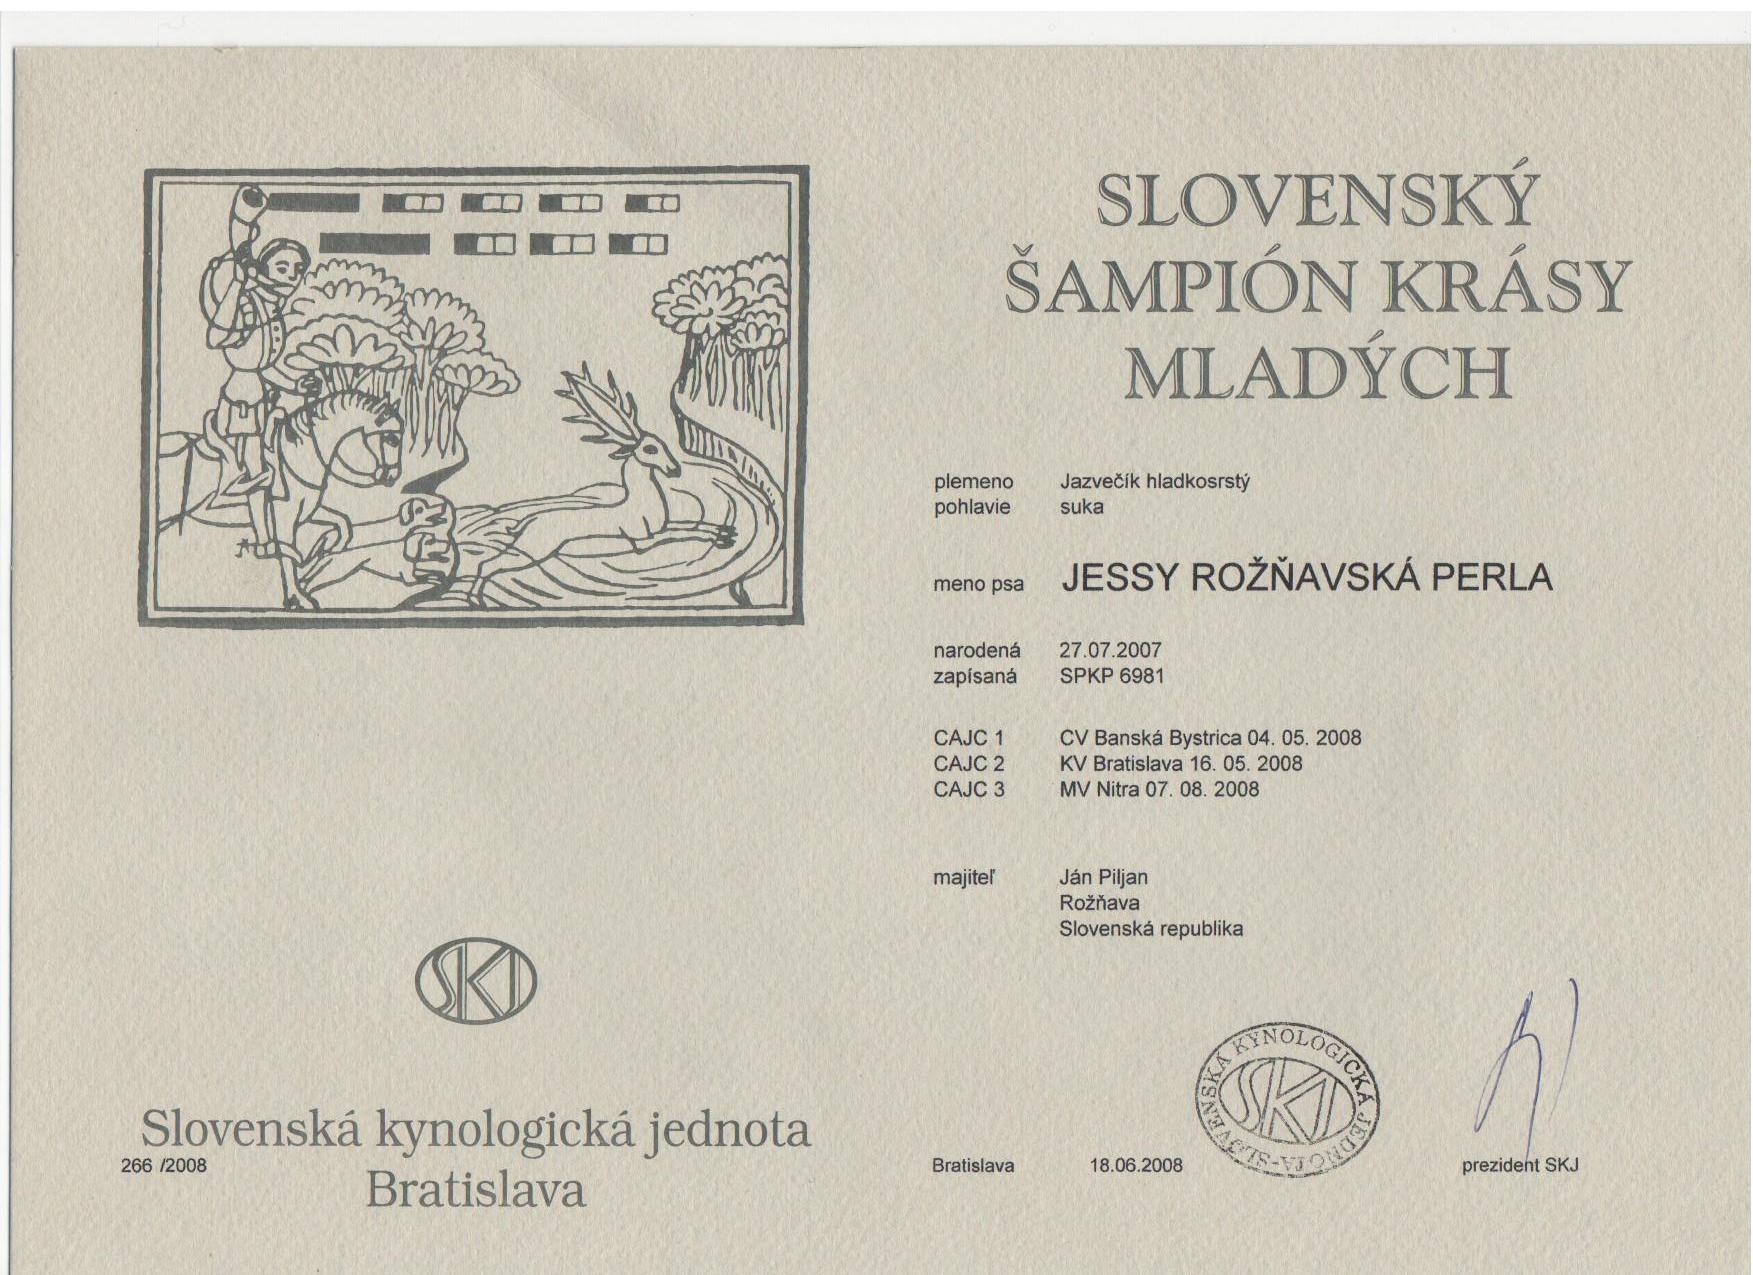 SLOVENSKÝ
ŠAMPIÓN KRÁSY
MLADÝCH
plemeno Jazvečík hladkosrstý
pohlavie suka
meno psa JESSY ROŽŇAVSKÁ PERLA
narodená 27.07.2007
zapísaná SPKP 6981
CAJC 1 CV Banská Bystrica 04. 05. 2008
CAJC 2 KV Bratislava 16. 05. 2008
CAJC 3 MV Nitra 07. 08. 2008
majiteľ Ján Piljan
Rožňava
Slovenská republika
SKJ
Slovenská kynologická jednota
266 /2008
Bratislava
SLOVENSKÁ KYNOLOGICKÁ JEDNOTA
SKJ
Bratislava 18.06.2008
prezident SKJ